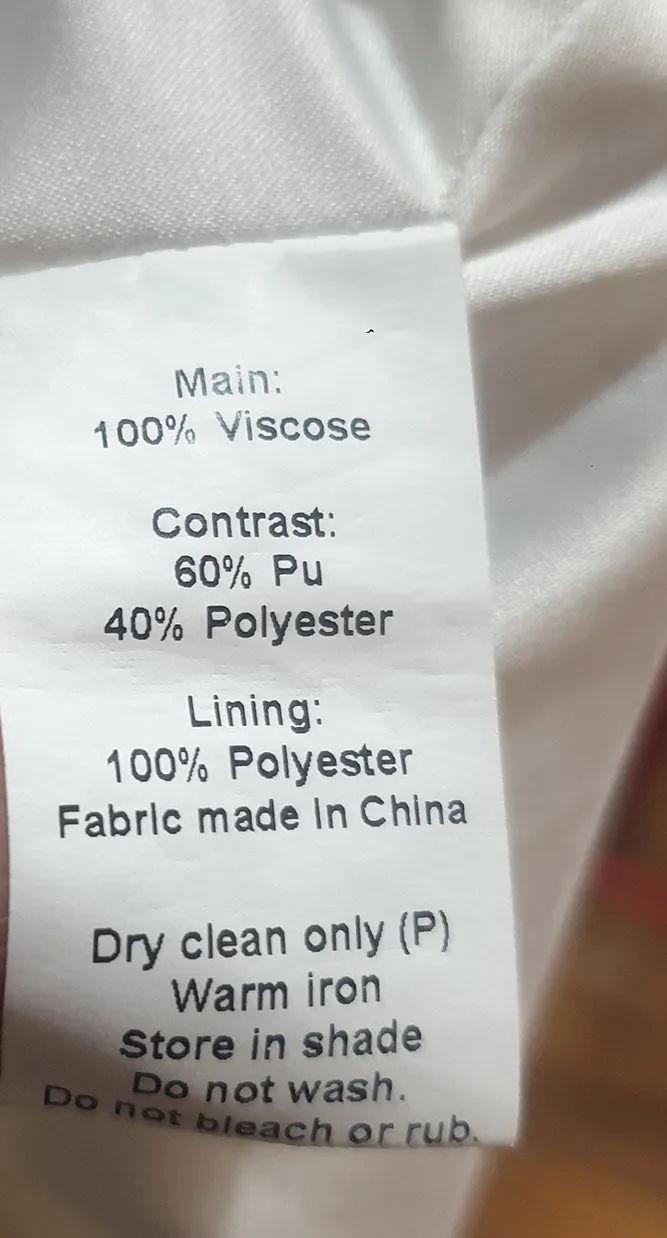 Main:
100% Viscose
Contrast:
60% Pu
40% Polyester
Lining:
100% Polyester
Fabric made in China
Dry clean only (P)
Warm iron
Store in shade
Do not wash.
Do not bleach or rub.